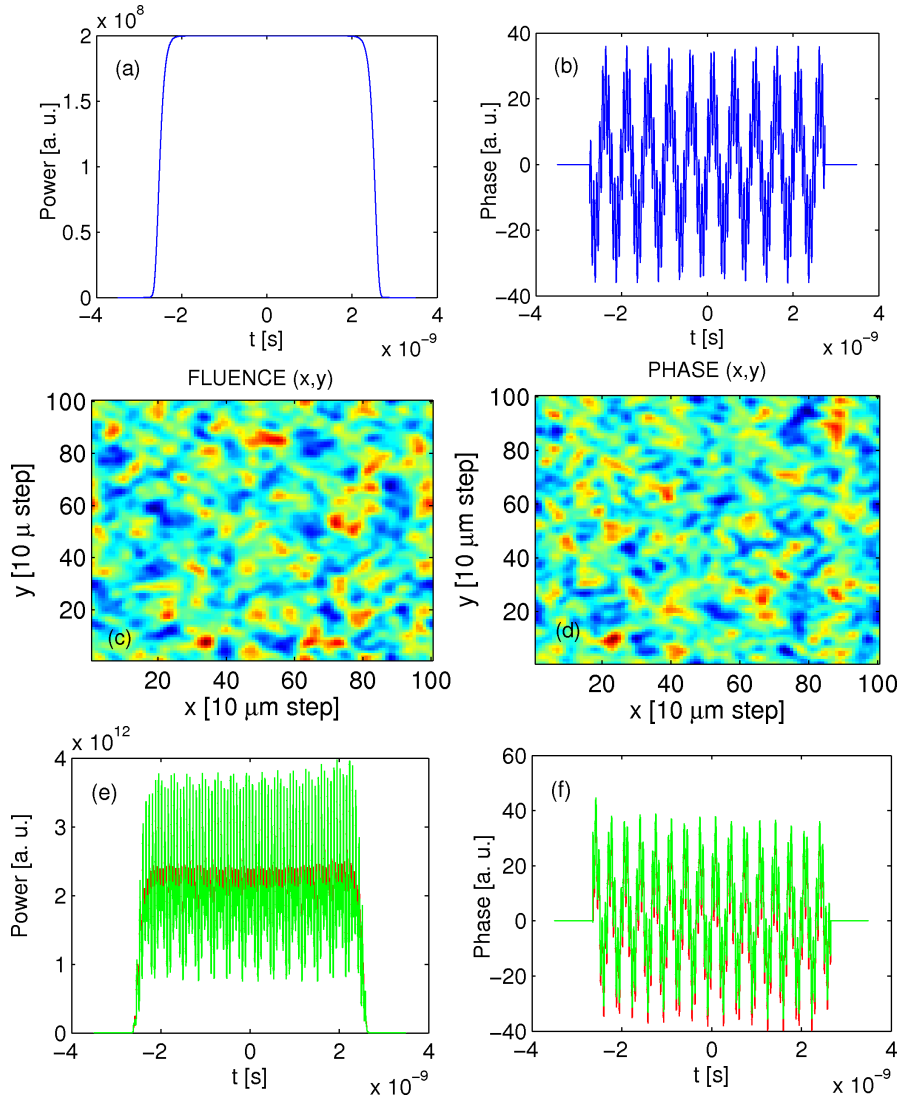 x 10⁸
2
1.5
1
0.5
0
Power [a. u.]
(a)
−4
−2
0
2
4
t [s]
x 10⁻⁹
40
20
0
−20
−40
Phase [a. u.]
(b)
−4
−2
0
2
4
t [s]
x 10⁻⁹
FLUENCE (x,y)
100
80
60
40
20
y [10 μ step]
(c)
20
40
60
80
100
x [10 μm step]
PHASE (x,y)
100
80
60
40
20
y [10 μm step]
(d)
20
40
60
80
100
x [10 μm step]
x 10¹²
4
3
2
1
0
Power [a. u.]
(e)
−4
−2
0
2
4
t [s]
x 10⁻⁹
60
40
20
0
−20
−40
Phase [a. u.]
(f)
−4
−2
0
2
4
t [s]
x 10⁻⁹